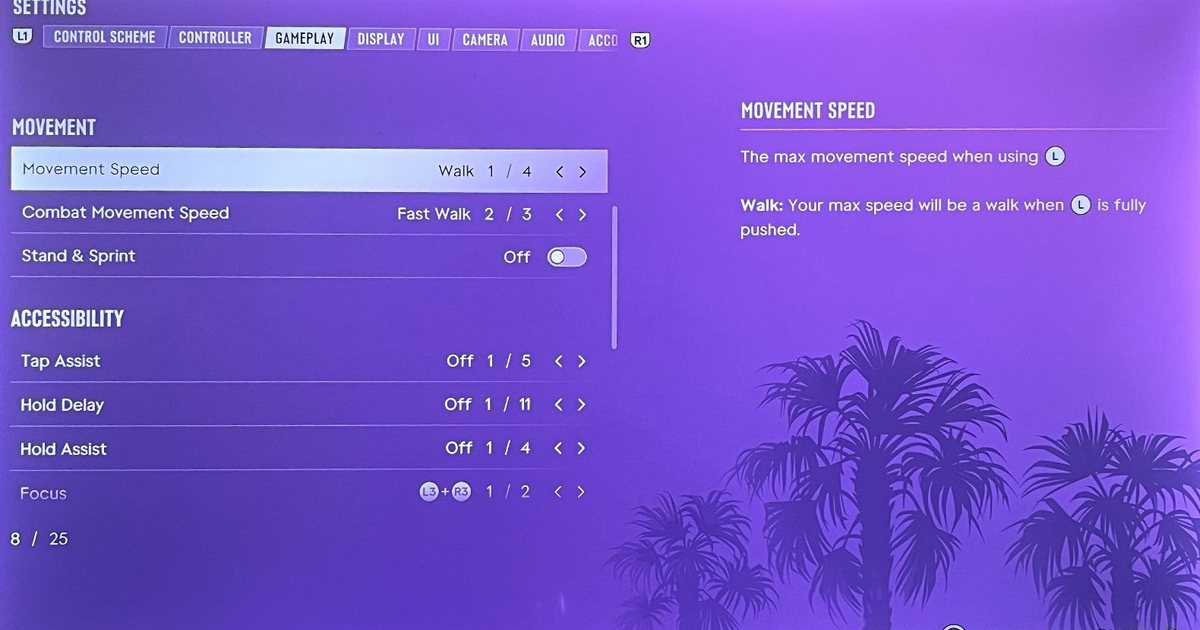 SETTINGS
L1 CONTROL SCHEME CONTROLLER GAMEPLAY DISPLAY UI CAMERA AUDIO ACCO R1
MOVEMENT
Movement Speed Walk 1 / 4 < >
Combat Movement Speed Fast Walk 2 / 3 < >
Stand & Sprint Off
ACCESSIBILITY
Tap Assist Off 1 / 5 < >
Hold Delay Off 1 / 11 < >
Hold Assist Off 1 / 4 < >
Focus L3 + R3 1 / 2 < >
8 / 25
MOVEMENT SPEED
The max movement speed when using L
Walk: Your max speed will be a walk when L is fully
pushed.